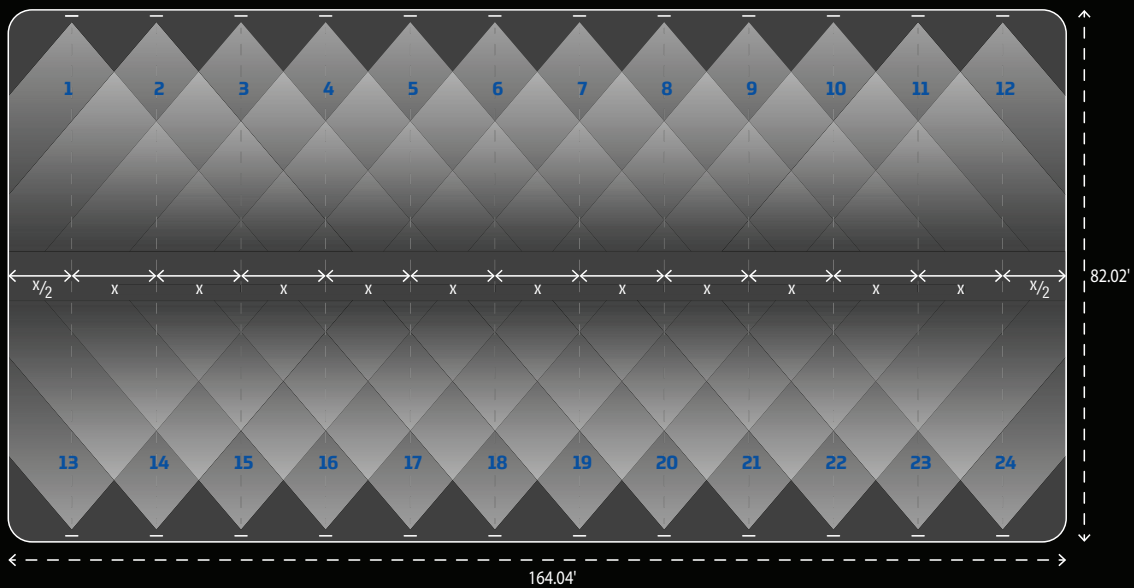 1 2 3 4 5 6 7 8 9 10 11 12
x/2 x x x x x x x x x x x x/2
82.02'
13 14 15 16 17 18 19 20 21 22 23 24
164.04'